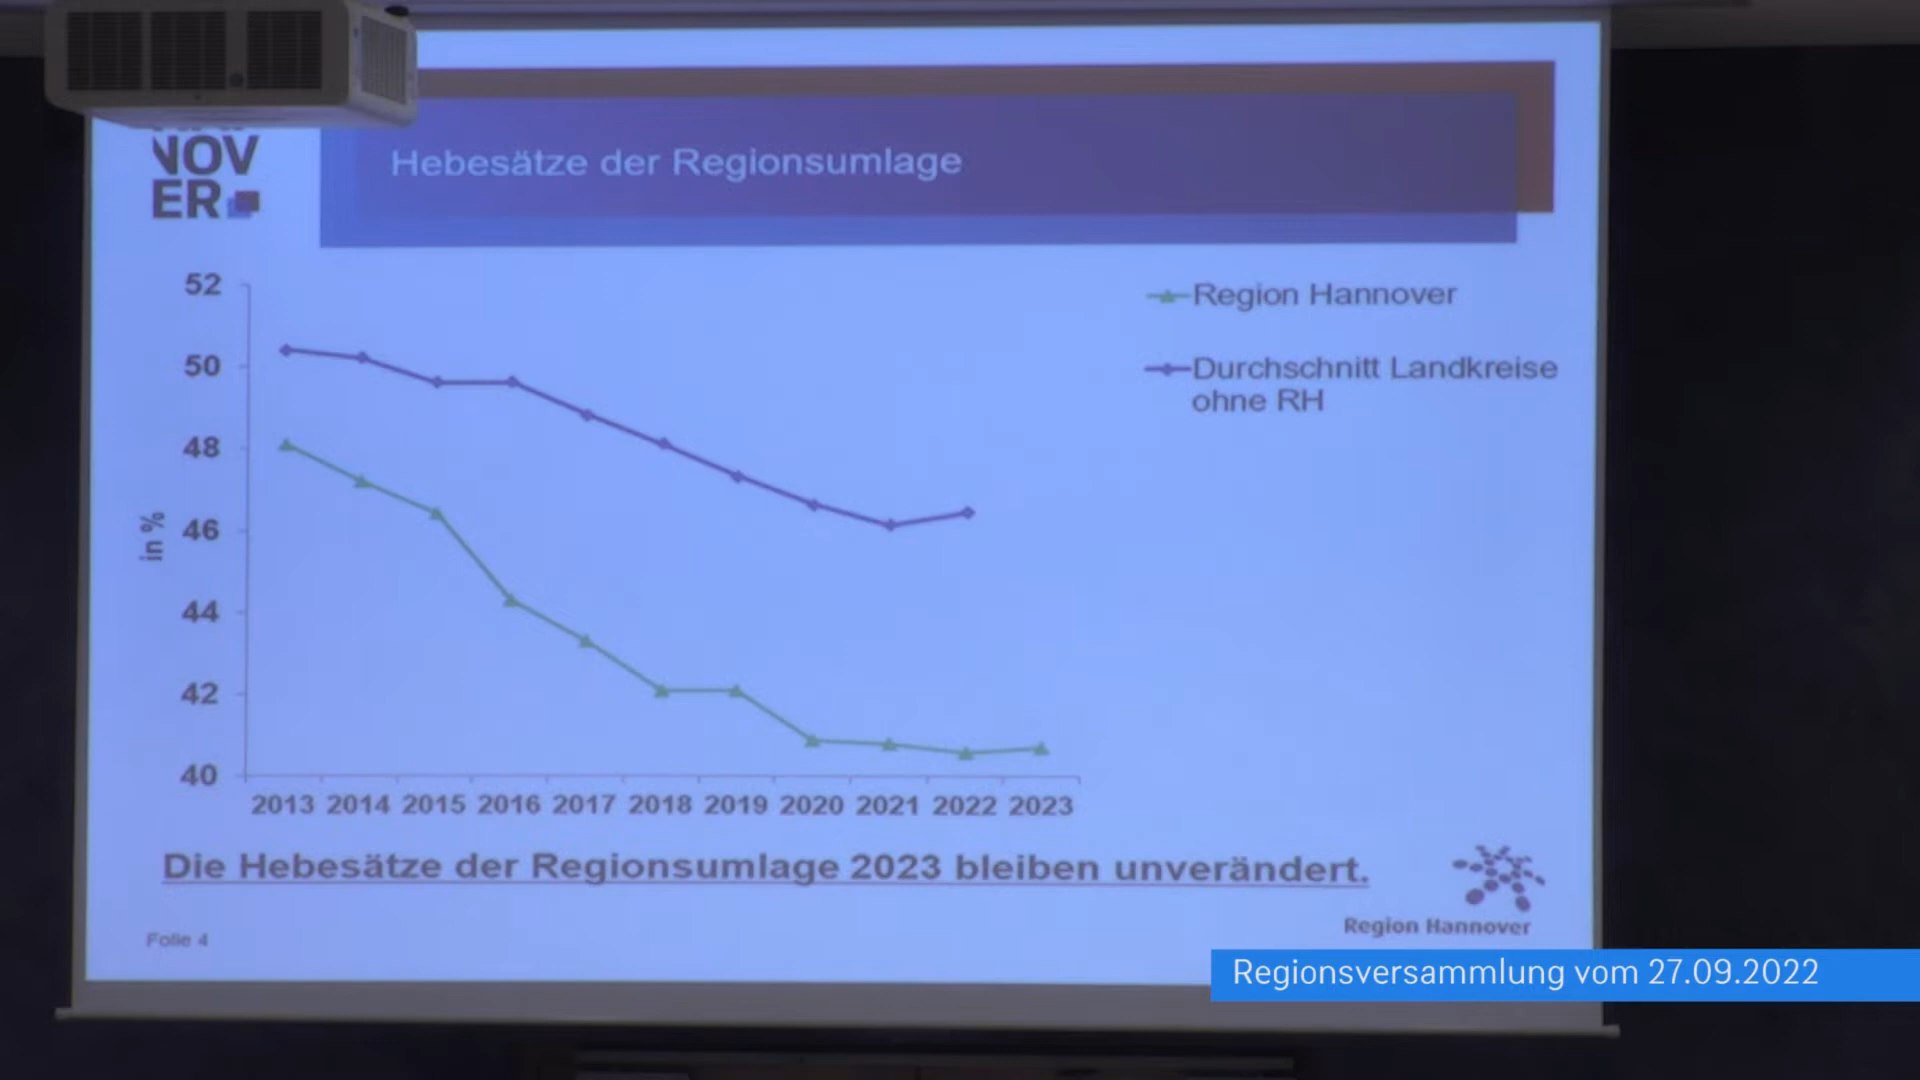 NOV
ER
Hebesätze der Regionsumlage
Region Hannover
Durchschnitt Landkreise
ohne RH
52
50
48
46
44
42
40
in %
2013 2014 2015 2016 2017 2018 2019 2020 2021 2022 2023
Die Hebesätze der Regionsumlage 2023 bleiben unverändert.
Region Hannover
Folie 4
Regionsversammlung vom 27.09.2022